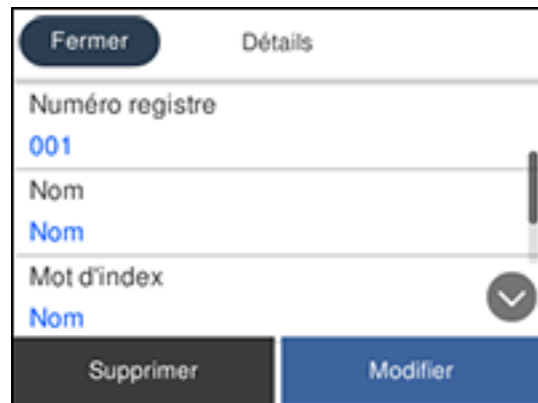 Fermer Détails
Numéro registre
001
Nom
Nom
Mot d'index
Nom
Supprimer Modifier